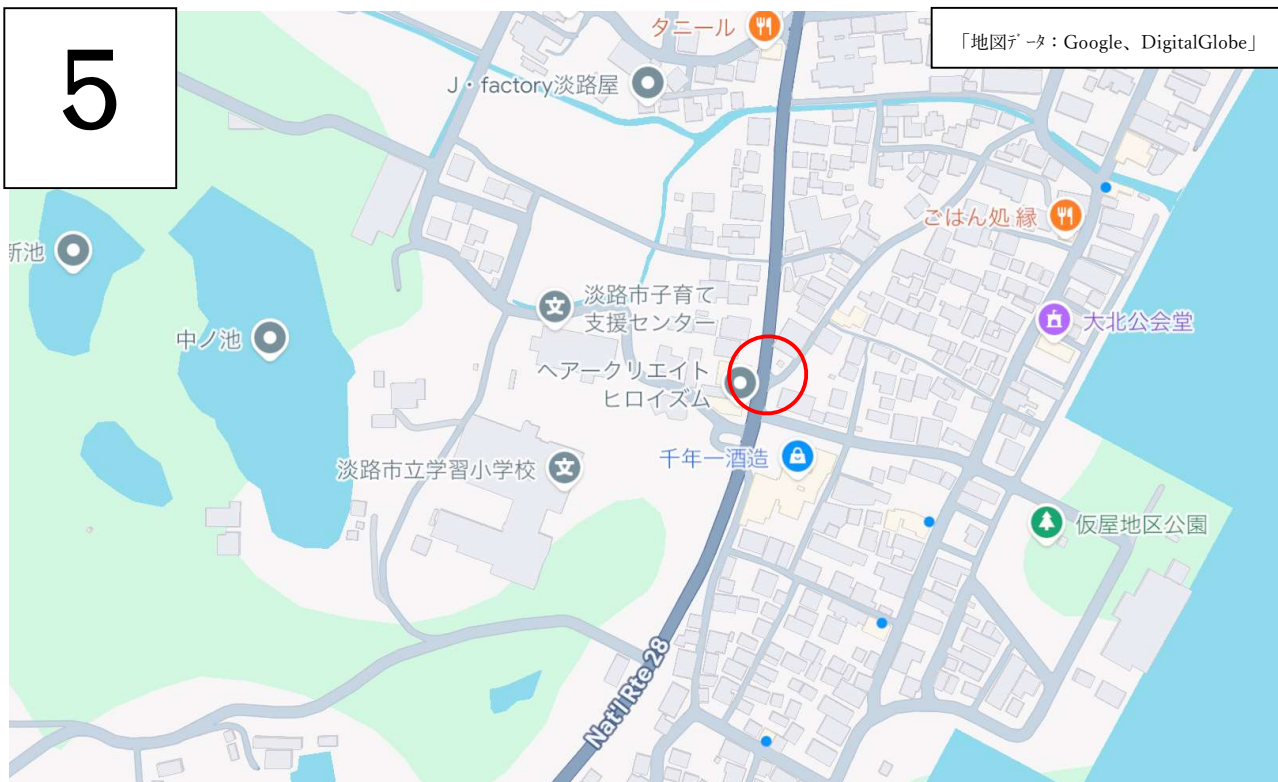 5
「地図ﾃﾞｰﾀ：Google、DigitalGlobe」
タニール
J・factory淡路屋
ごはん処 縁
新池
淡路市子育て
支援センター
中ノ池
大北公会堂
ヘアークリエイト
ヒロイズム
千年一酒造
淡路市立学習小学校
仮屋地区公園
Nat'l Rte 28